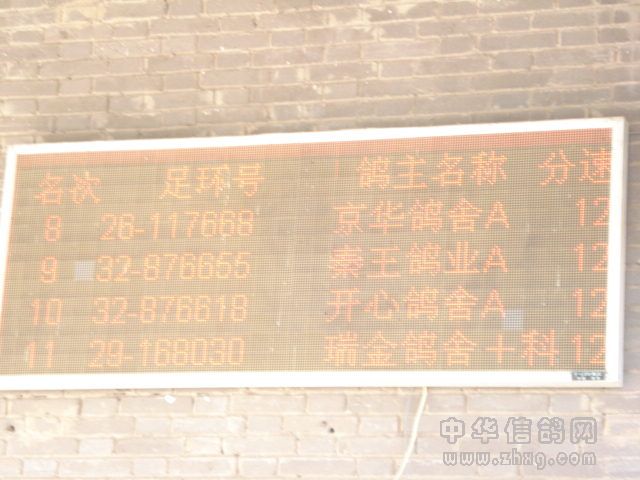 名次 足环号 鸽主名称 分速
8 26-117668 京华鸽舍A 12
9 32-876655 秦王鸽业A 12
10 32-876618 开心鸽舍A 12
11 29-168030 瑞金鸽舍十科 12
中华信鸽网
www.zhxg.com